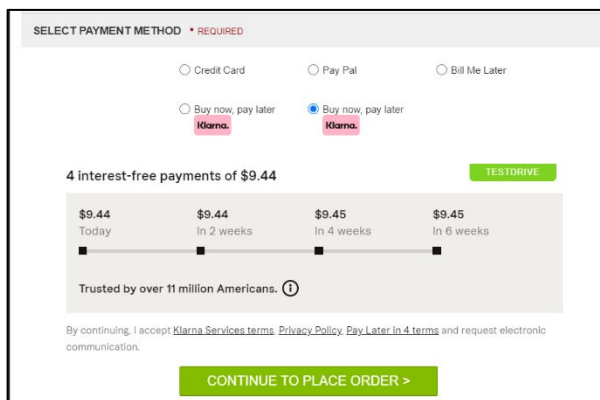 SELECT PAYMENT METHOD • REQUIRED
Credit Card Pay Pal Bill Me Later
Buy now, pay later Buy now, pay later
Klarna. Klarna.
4 interest-free payments of $9.44 TESTDRIVE
$9.44 $9.44 $9.45 $9.45
Today In 2 weeks In 4 weeks In 6 weeks
Trusted by over 11 million Americans.
By continuing, I accept Klarna Services terms, Privacy Policy, Pay Later in 4 terms and request electronic
communication.
CONTINUE TO PLACE ORDER >